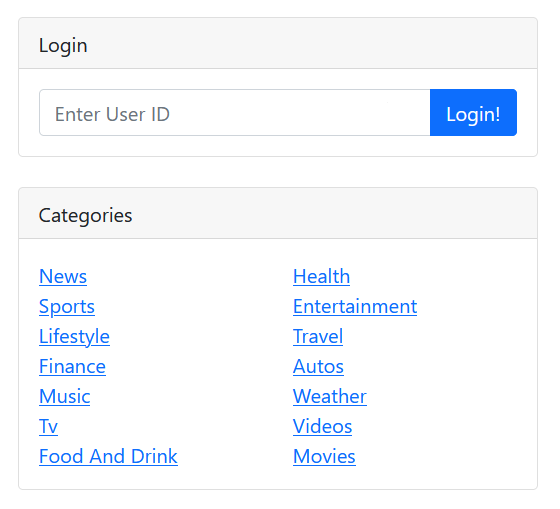 Login
Enter User ID
Login!
Categories
News
Sports
Lifestyle
Finance
Music
Tv
Food And Drink
Health
Entertainment
Travel
Autos
Weather
Videos
Movies